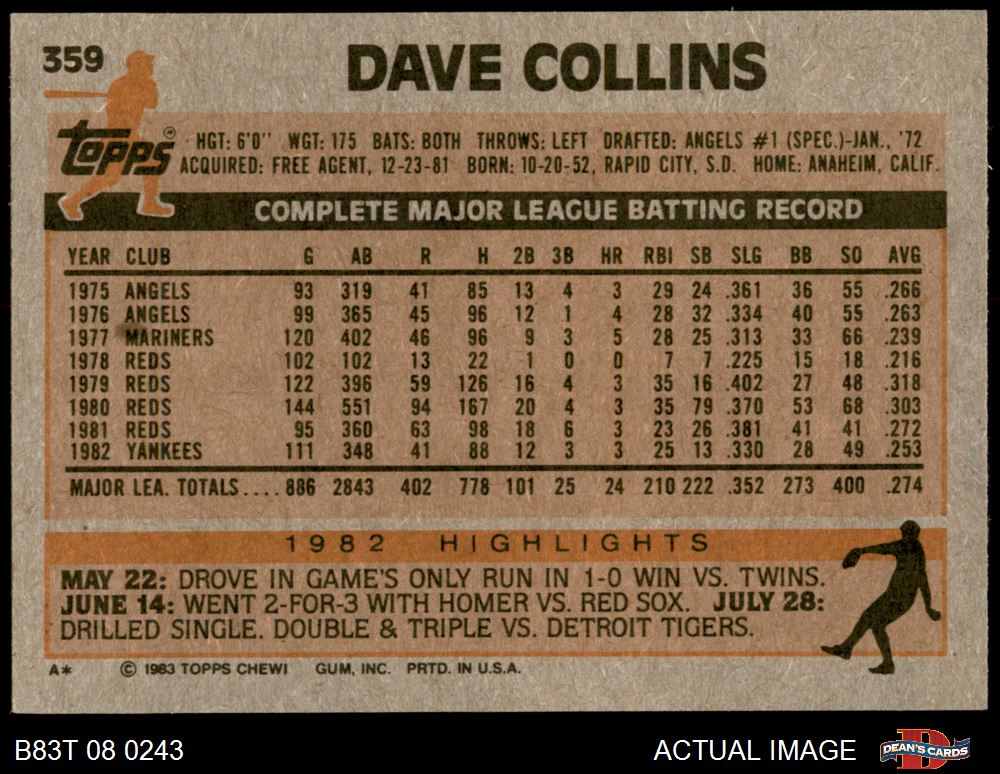 359
DAVE COLLINS
topps ®
HGT: 6'0" WGT: 175 BATS: BOTH THROWS: LEFT DRAFTED: ANGELS #1 (SPEC.)-JAN., '72
ACQUIRED: FREE AGENT, 12-23-81 BORN: 10-20-52, RAPID CITY, S.D. HOME: ANAHEIM, CALIF.
COMPLETE MAJOR LEAGUE BATTING RECORD
YEAR CLUB G AB R H 2B 3B HR RBI SB SLG BB SO AVG
1975 ANGELS 93 319 41 85 13 4 3 29 24 .361 36 55 .266
1976 ANGELS 99 365 45 96 12 1 4 28 32 .334 40 55 .263
1977 MARINERS 120 402 46 96 9 3 5 28 25 .313 33 66 .239
1978 REDS 102 102 13 22 1 0 0 7 7 .225 15 18 .216
1979 REDS 122 396 59 126 16 4 3 35 16 .402 27 48 .318
1980 REDS 144 551 94 167 20 4 3 35 79 .370 53 68 .303
1981 REDS 95 360 63 98 18 6 3 23 26 .381 41 41 .272
1982 YANKEES 111 348 41 88 12 3 3 25 13 .330 28 49 .253
MAJOR LEA. TOTALS.... 886 2843 402 778 101 25 24 210 222 .352 273 400 .274
1982 HIGHLIGHTS
MAY 22: DROVE IN GAME'S ONLY RUN IN 1-0 WIN VS. TWINS.
JUNE 14: WENT 2-FOR-3 WITH HOMER VS. RED SOX. JULY 28:
DRILLED SINGLE. DOUBLE & TRIPLE VS. DETROIT TIGERS.
A* © 1983 TOPPS CHEWI GUM, INC. PRTD. IN U.S.A.
B83T 08 0243
ACTUAL IMAGE
DEAN'S CARDS